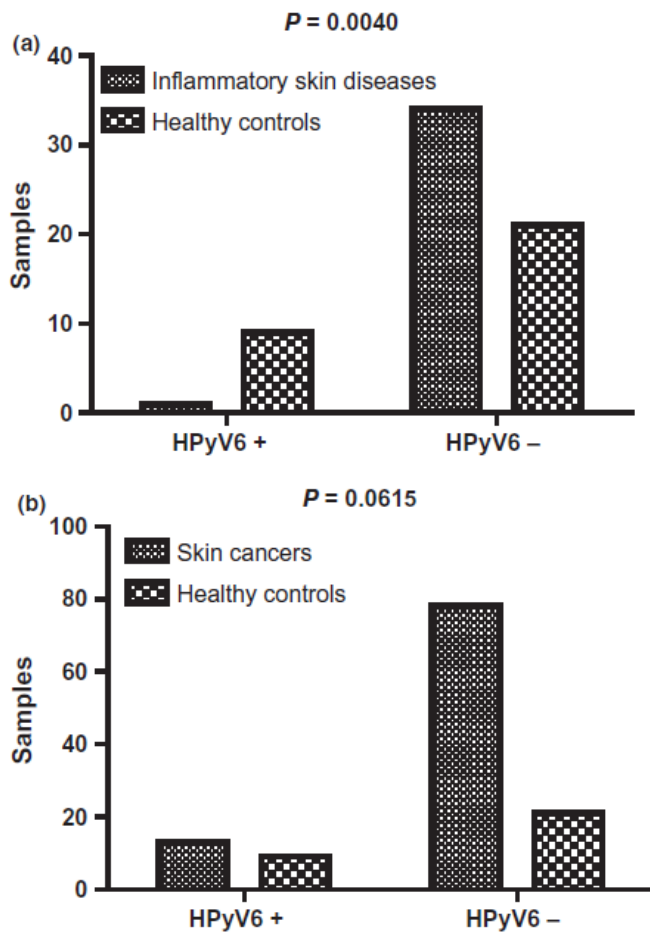 P = 0.0040
(a)
40
30
20
10
0
Samples
Inflammatory skin diseases
Healthy controls
HPyV6 +
HPyV6 –
P = 0.0615
(b)
100
80
60
40
20
0
Samples
Skin cancers
Healthy controls
HPyV6 +
HPyV6 –